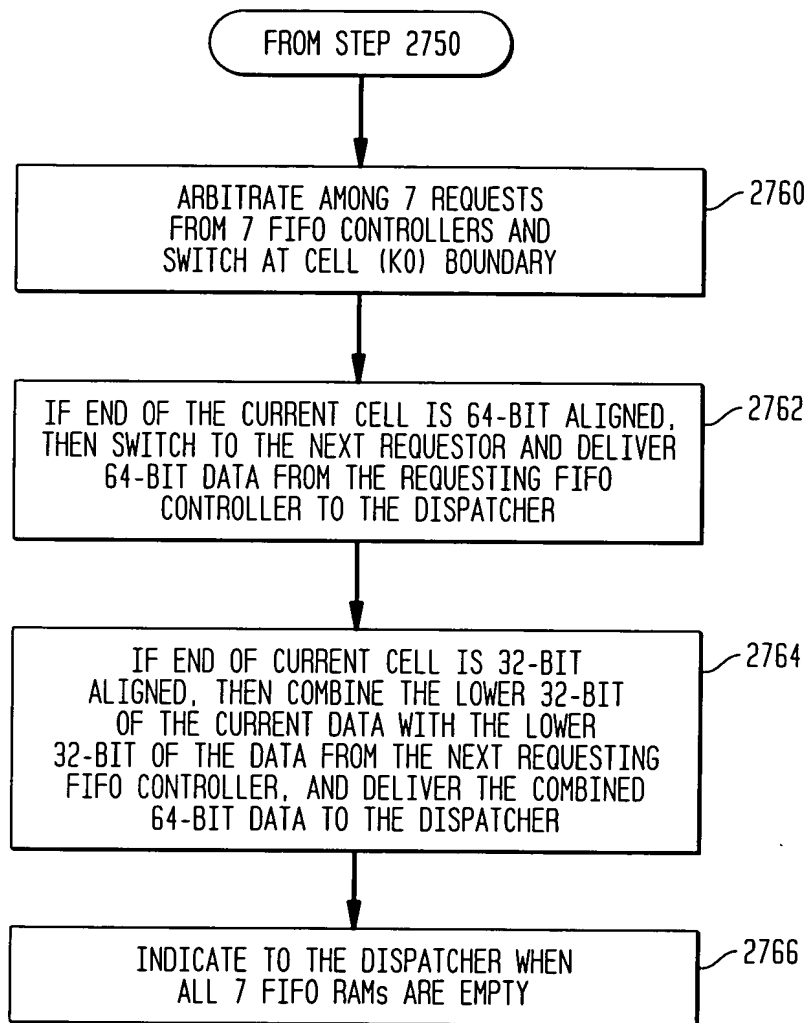 FROM STEP 2750
ARBITRATE AMONG 7 REQUESTS
FROM 7 FIFO CONTROLLERS AND
SWITCH AT CELL (K0) BOUNDARY
2760
IF END OF THE CURRENT CELL IS 64-BIT ALIGNED,
THEN SWITCH TO THE NEXT REQUESTOR AND DELIVER
64-BIT DATA FROM THE REQUESTING FIFO
CONTROLLER TO THE DISPATCHER
2762
IF END OF CURRENT CELL IS 32-BIT
ALIGNED, THEN COMBINE THE LOWER 32-BIT
OF THE CURRENT DATA WITH THE LOWER
32-BIT OF THE DATA FROM THE NEXT REQUESTING
FIFO CONTROLLER, AND DELIVER THE COMBINED
64-BIT DATA TO THE DISPATCHER
2764
INDICATE TO THE DISPATCHER WHEN
ALL 7 FIFO RAMs ARE EMPTY
2766